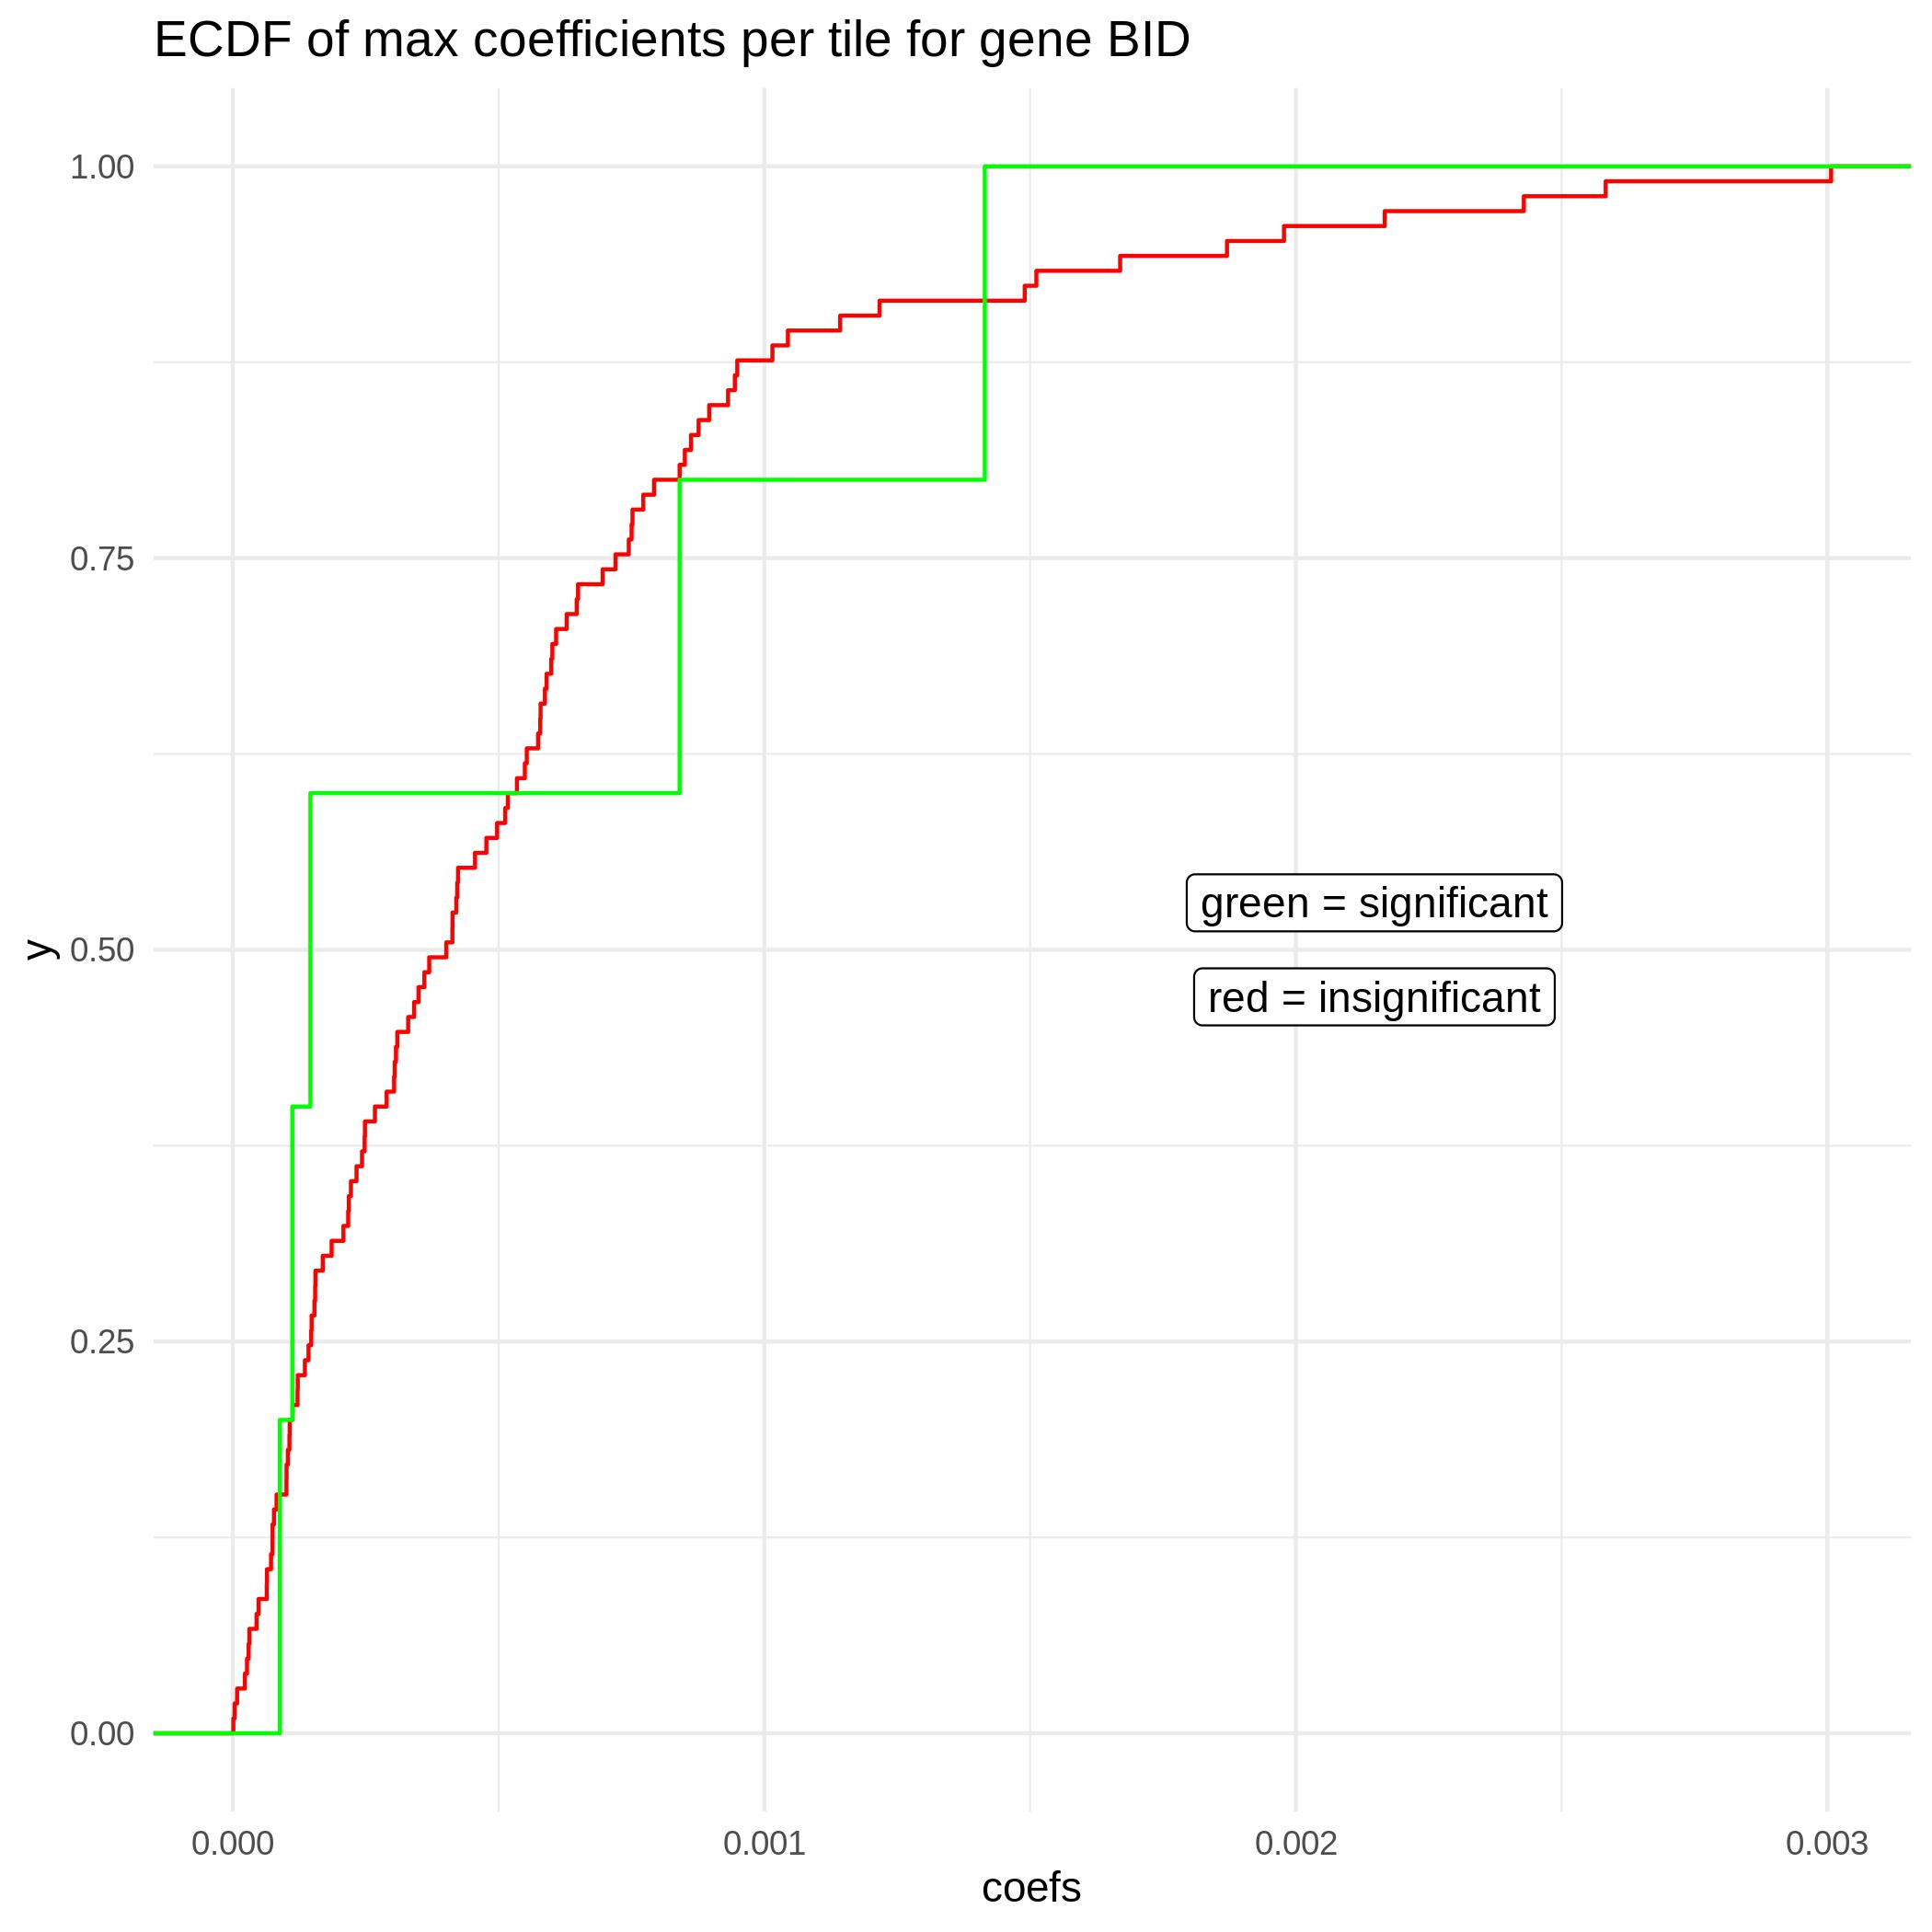 ECDF of max coefficients per tile for gene BID
1.00
0.75
0.50
0.25
0.00
y
green = significant
red = insignificant
0.000 0.001 0.002 0.003
coefs